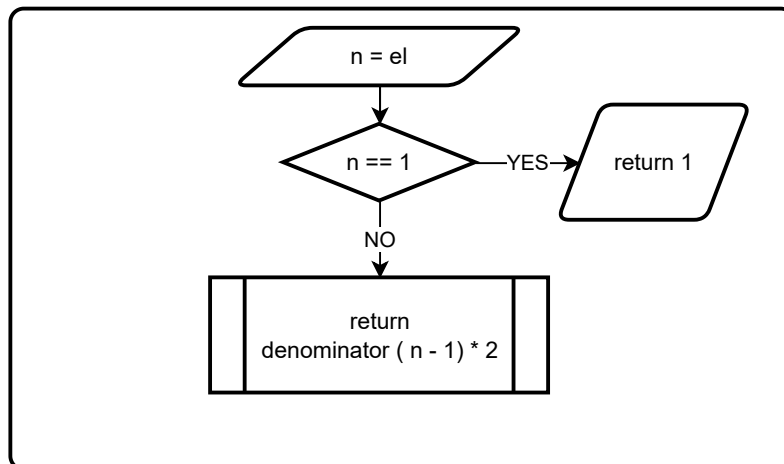 n = el
n == 1
YES
return 1
NO
return
denominator ( n - 1) * 2